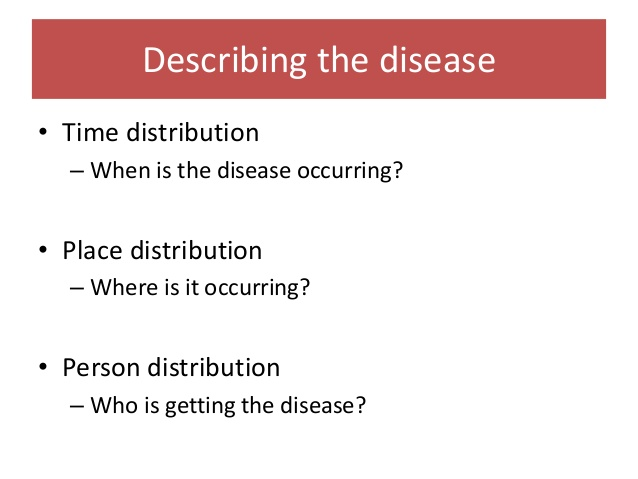 Describing the disease
• Time distribution
– When is the disease occurring?
• Place distribution
– Where is it occurring?
• Person distribution
– Who is getting the disease?